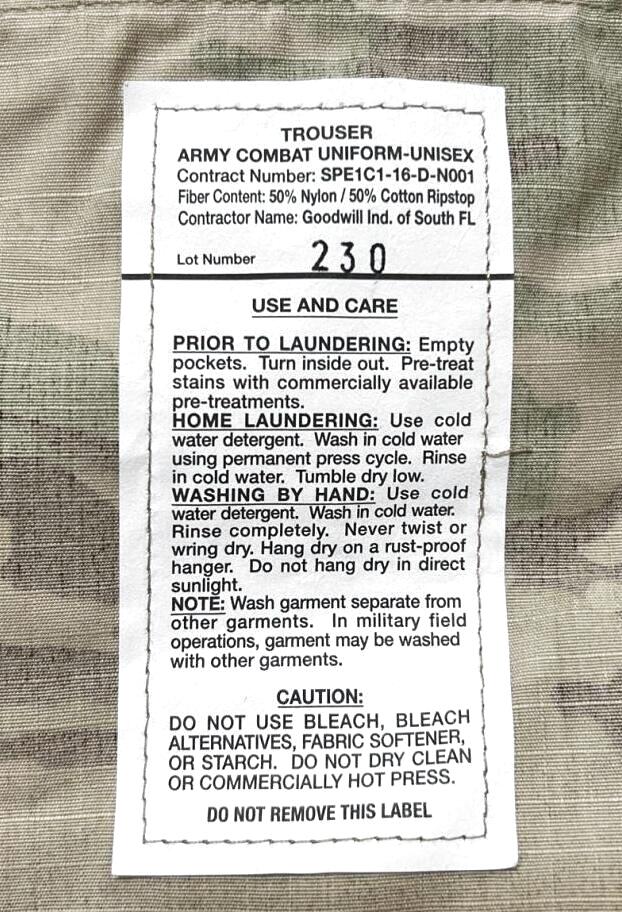 TROUSER
ARMY COMBAT UNIFORM-UNISEX
Contract Number: SPE1C1-16-D-N001
Fiber Content: 50% Nylon / 50% Cotton Ripstop
Contractor Name: Goodwill Ind. of South FL
Lot Number 230
USE AND CARE
PRIOR TO LAUNDERING: Empty
pockets. Turn inside out. Pre-treat
stains with commercially available
pre-treatments.
HOME LAUNDERING: Use cold
water detergent. Wash in cold water
using permanent press cycle. Rinse
in cold water. Tumble dry low.
WASHING BY HAND: Use cold
water detergent. Wash in cold water.
Rinse completely. Never twist or
wring dry. Hang dry on a rust-proof
hanger. Do not hang dry in direct
sunlight.
NOTE: Wash garment separate from
other garments. In military field
operations, garment may be washed
with other garments.
CAUTION:
DO NOT USE BLEACH, BLEACH
ALTERNATIVES, FABRIC SOFTENER,
OR STARCH. DO NOT DRY CLEAN
OR COMMERCIALLY HOT PRESS.
DO NOT REMOVE THIS LABEL